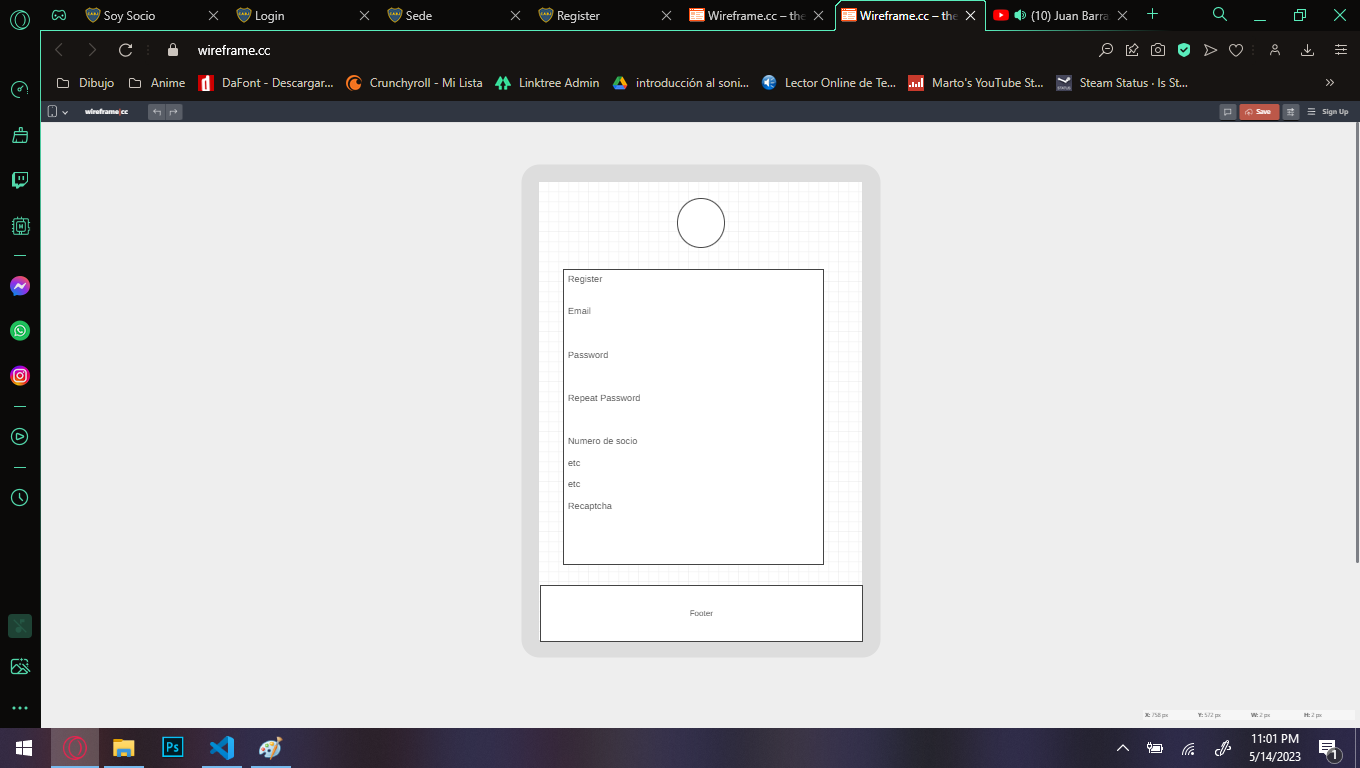 Soy Socio
Login
Sede
Register
Wireframe.cc – the
Wireframe.cc – the
(10) Juan Barra
wireframe.cc
Dibujo
Anime
DaFont - Descargar...
Crunchyroll - Mi Lista
Linktree Admin
introducción al soni...
Lector Online de Te...
Marto's YouTube St...
Steam Status · Is St...
wireframe|cc
Save
Sign Up
Register
Email
Password
Repeat Password
Numero de socio
etc
etc
Recaptcha
Footer
X: 758 px
Y: 572 px
W: 2 px
H: 2 px
Ps
11:01 PM
5/14/2023
1